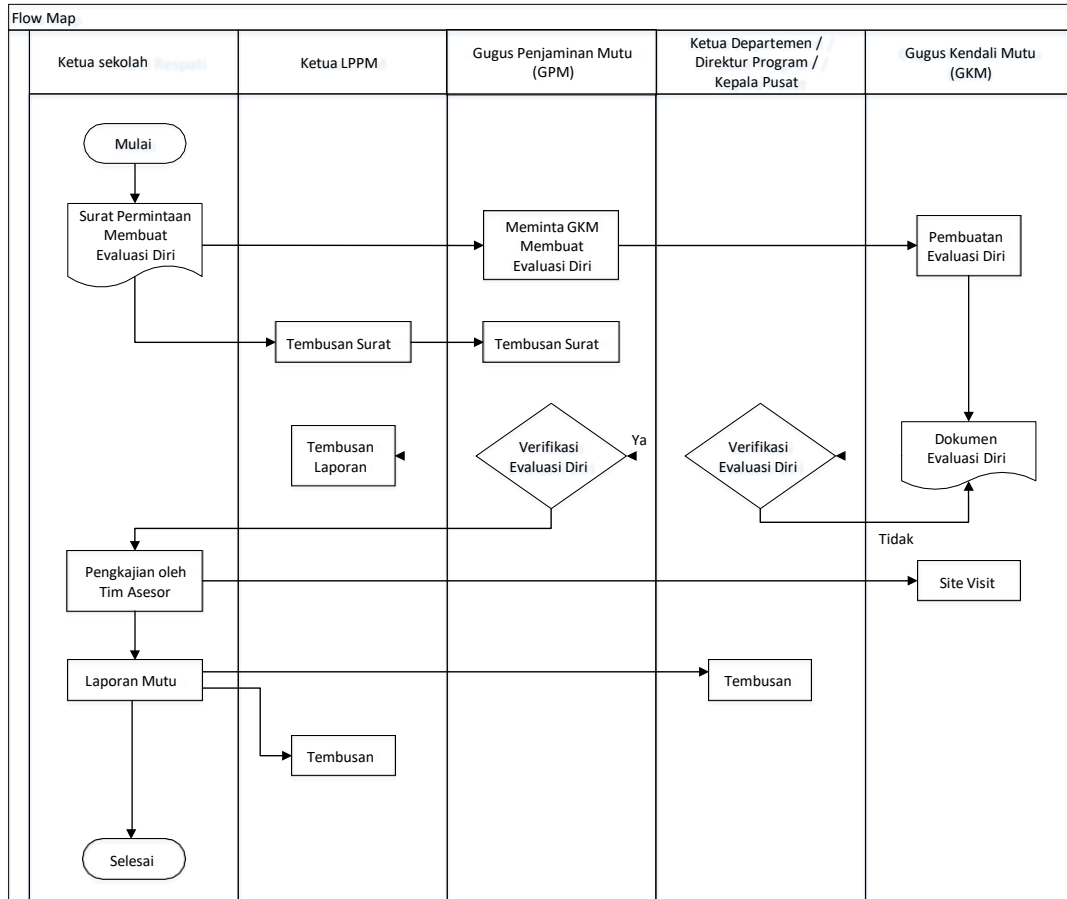 Flow Map
Ketua sekolah
Ketua LPPM
Gugus Penjaminan Mutu
(GPM)
Ketua Departemen /
Direktur Program /
Kepala Pusat
Gugus Kendali Mutu
(GKM)
Mulai
Surat Permintaan
Membuat
Evaluasi Diri
Meminta GKM
Membuat
Evaluasi Diri
Pembuatan
Evaluasi Diri
Tembusan Surat
Tembusan Surat
Tembusan
Laporan
Verifikasi
Evaluasi Diri
Ya
Verifikasi
Evaluasi Diri
Dokumen
Evaluasi Diri
Tidak
Pengkajian oleh
Tim Asesor
Site Visit
Laporan Mutu
Tembusan
Tembusan
Selesai